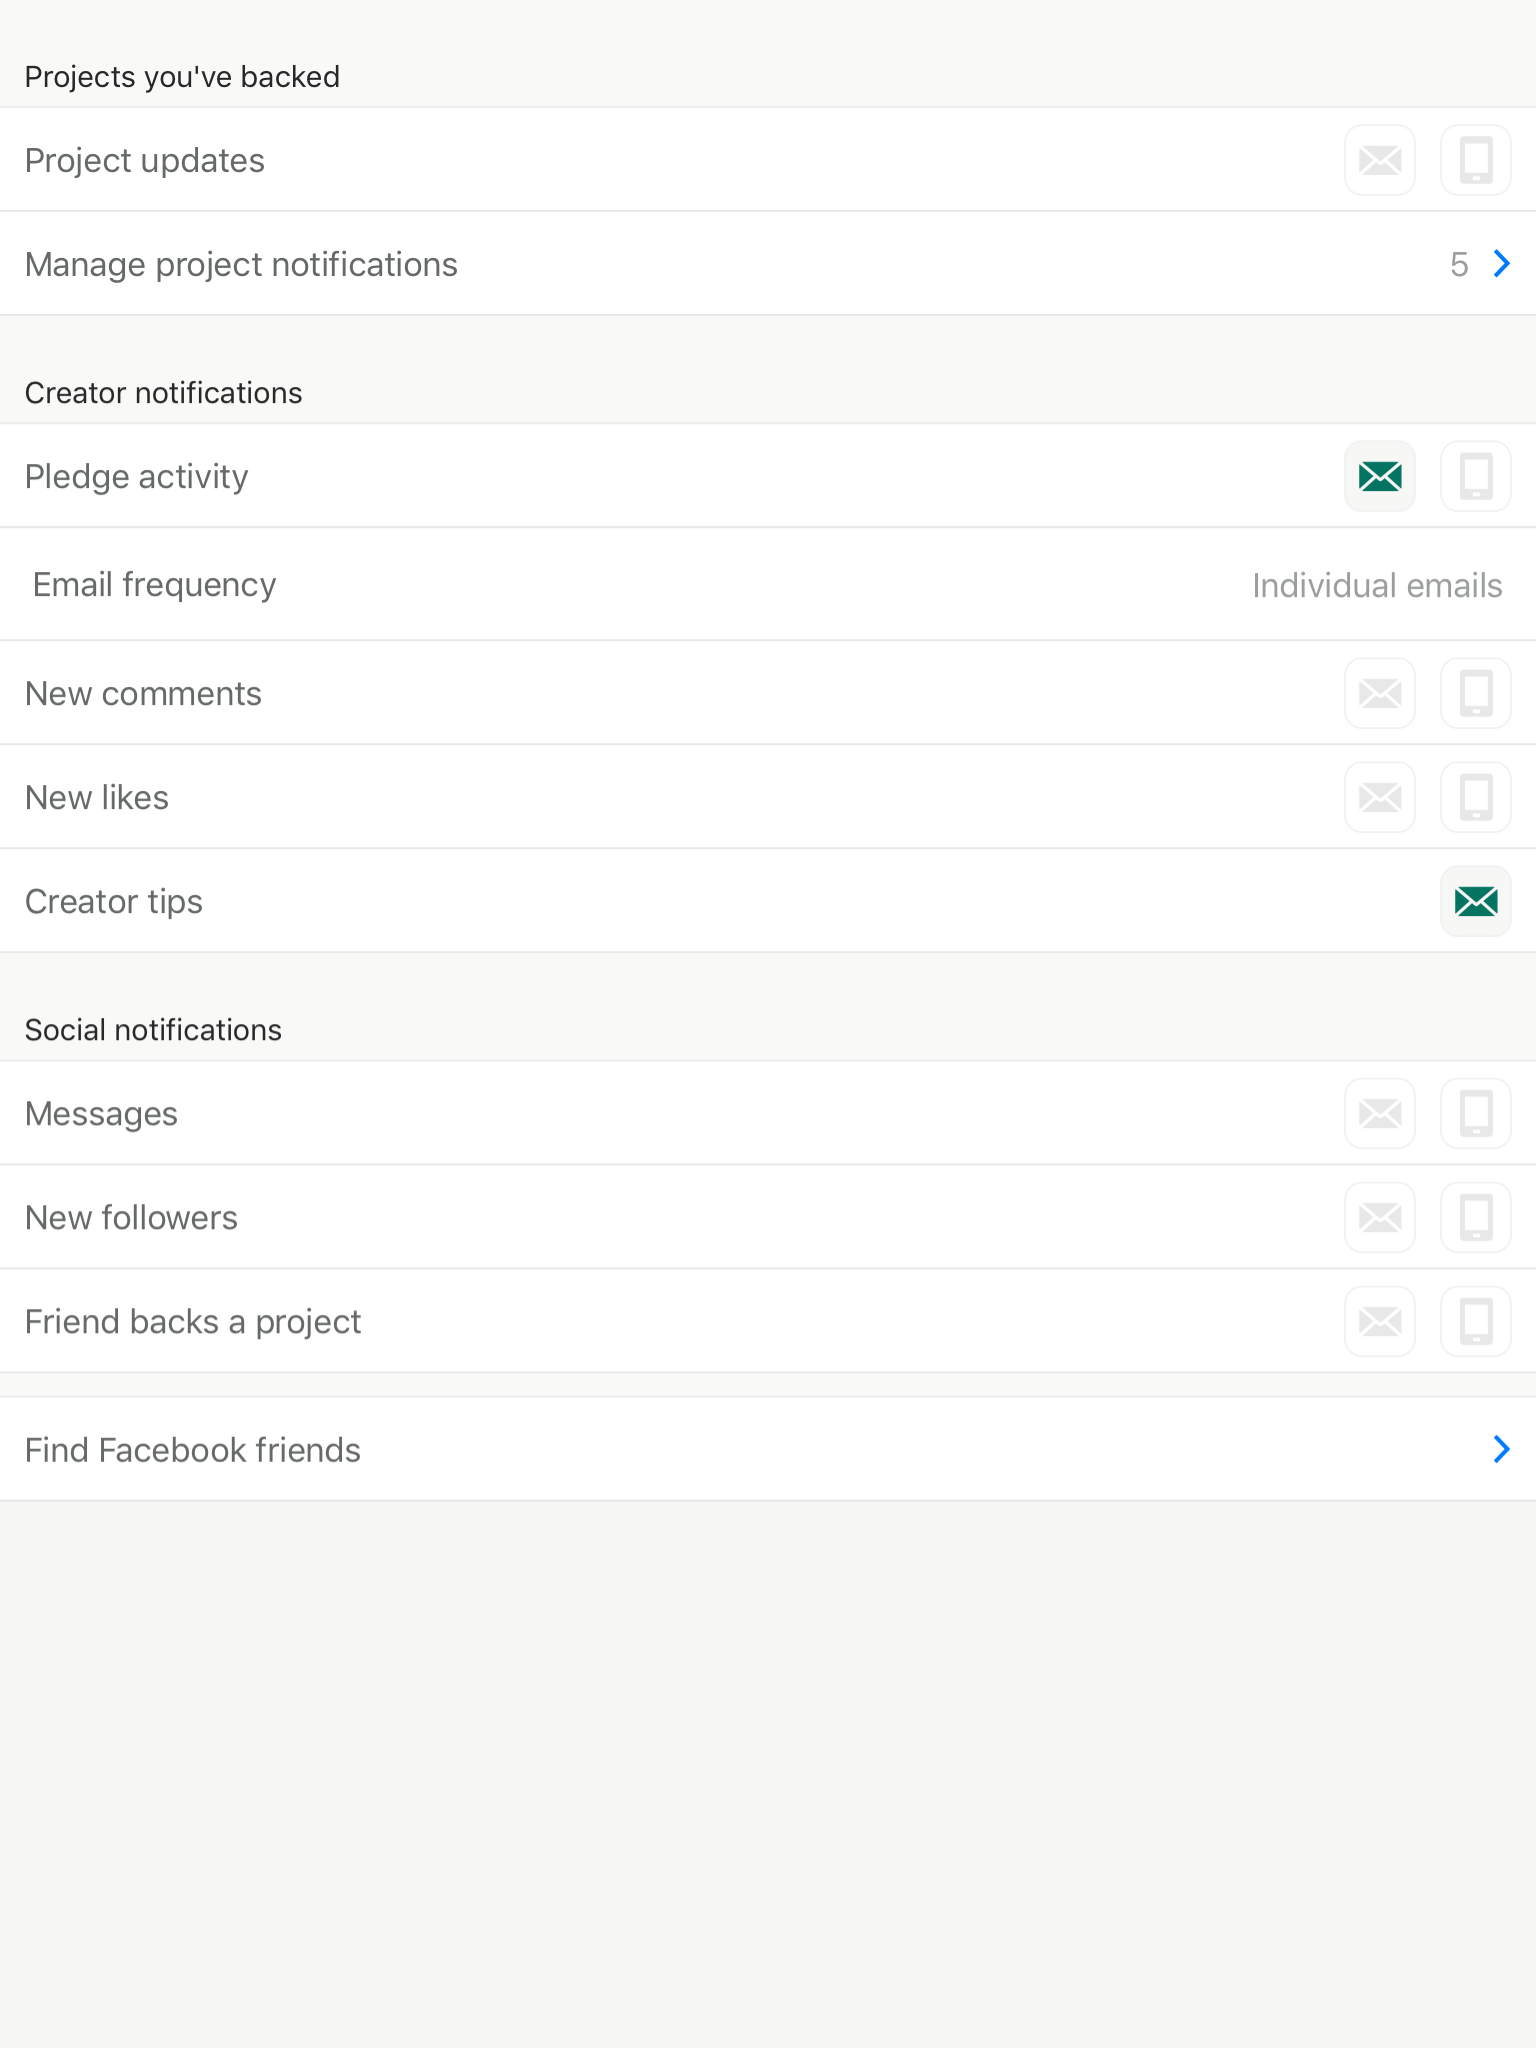 Projects you've backed
Project updates
Manage project notifications 5
Creator notifications
Pledge activity
Email frequency Individual emails
New comments
New likes
Creator tips
Social notifications
Messages
New followers
Friend backs a project
Find Facebook friends